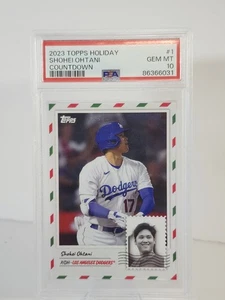 2023 TOPPS HOLIDAY #1
SHOHEI OHTANI GEM MT
COUNTDOWN 10
PSA 86366031
Topps
Dodgers
17
Shohei Ohtani
LOS ANGELES DODGERS